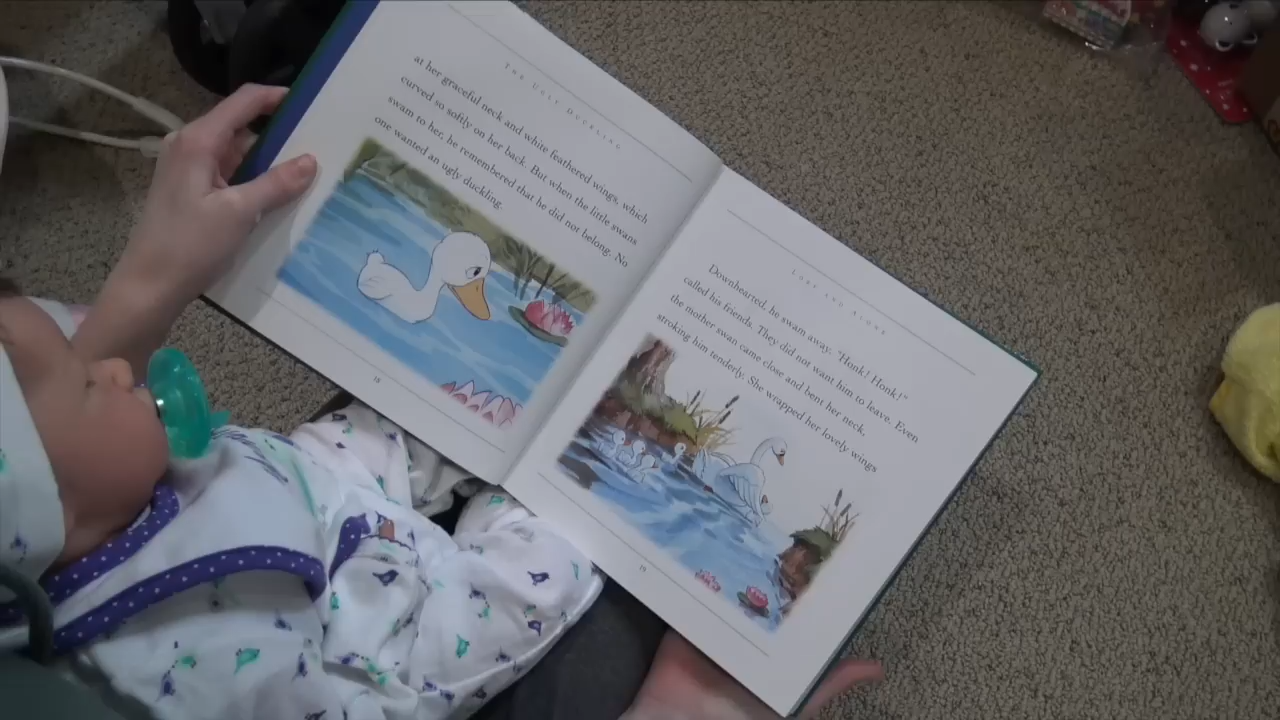 THE UGLY DUCKLING
at her graceful neck and white feathered wings, which
curved so softly on her back. But when the little swans
swam to her, he remembered that he did not belong. No
one wanted an ugly duckling.
18
LOST AND ALONE
Downhearted, he swam away. "Honk! Honk!"
called his friends. They did not want him to leave. Even
the mother swan came close and bent her neck,
stroking him tenderly. She wrapped her lovely wings
19